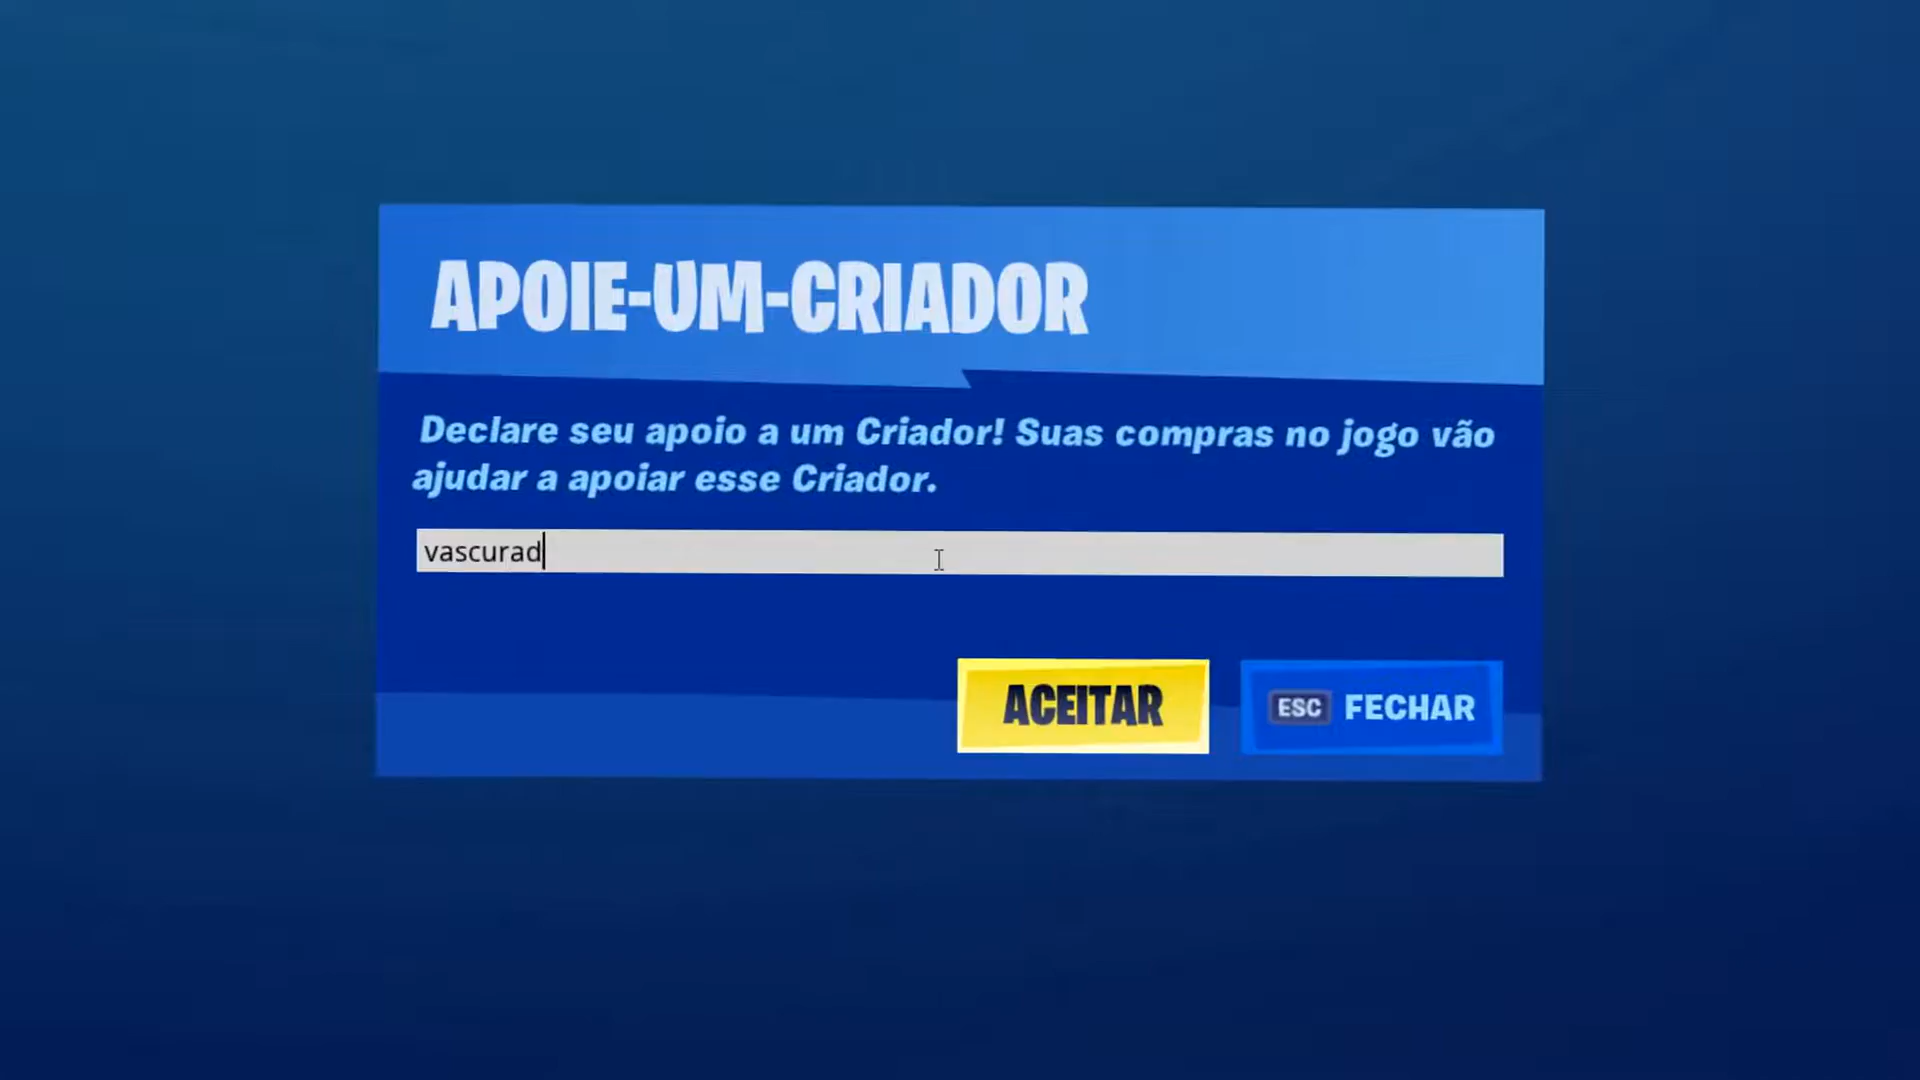 APOIE-UM-CRIADOR
Declare seu apoio a um Criador! Suas compras no jogo vão
ajudar a apoiar esse Criador.
vascurad
ACEITAR
ESC FECHAR